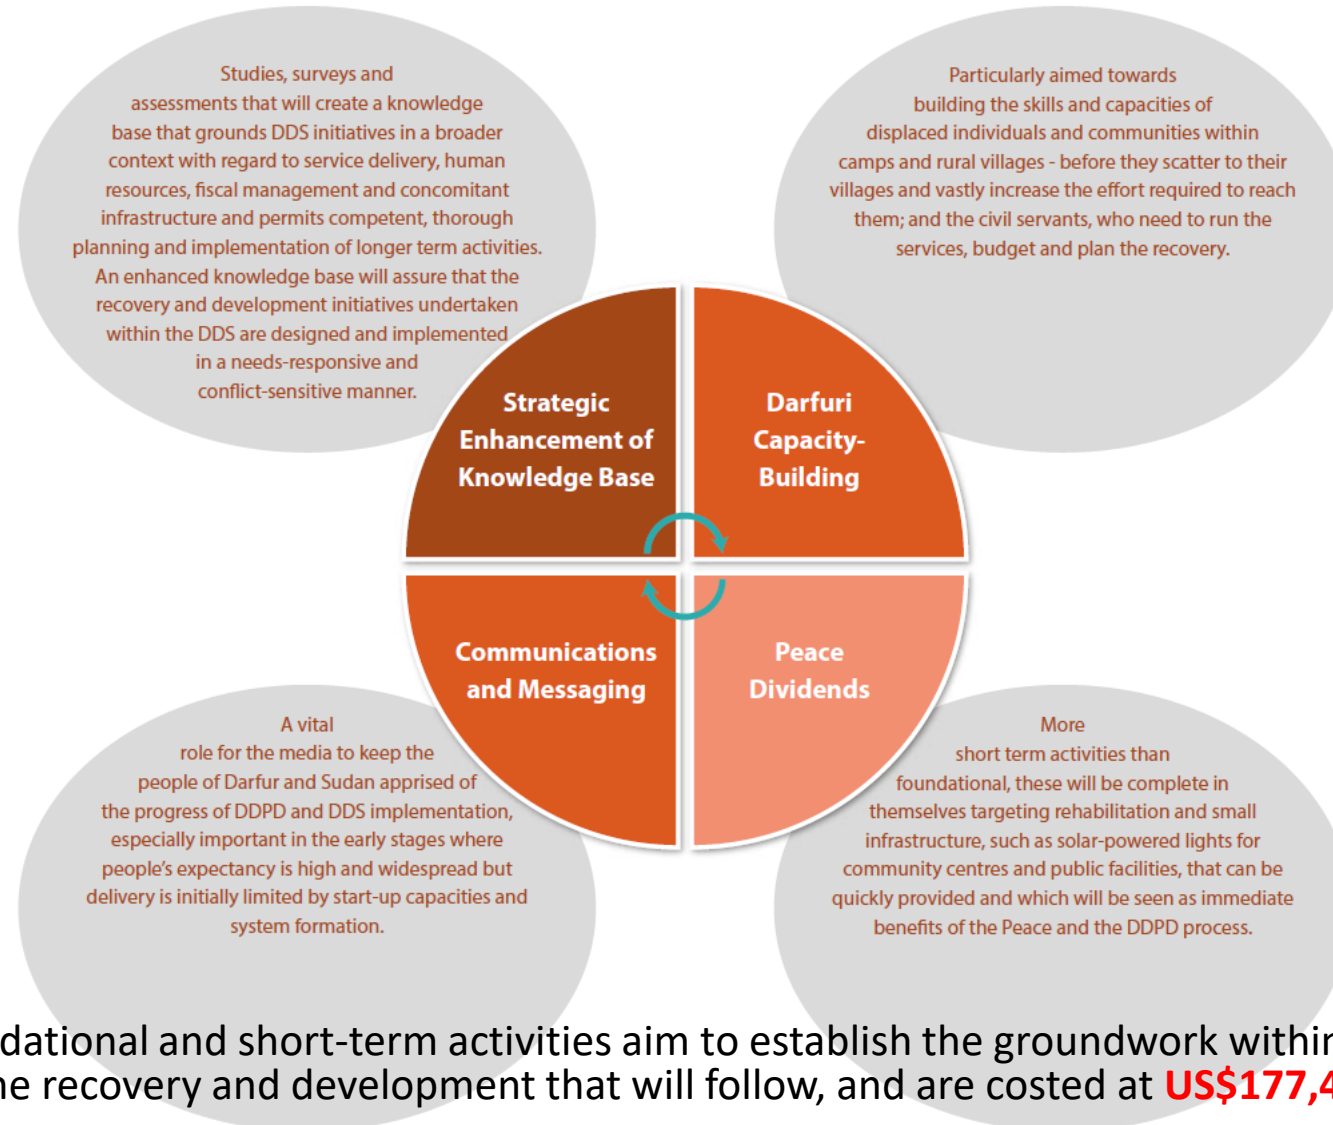 Studies, surveys and
assessments that will create a knowledge
base that grounds DDS initiatives in a broader
context with regard to service delivery, human
resources, fiscal management and concomitant
infrastructure and permits competent, thorough
planning and implementation of longer term activities.
An enhanced knowledge base will assure that the
recovery and development initiatives undertaken
within the DDS are designed and implemented
in a needs-responsive and
conflict-sensitive manner.
Particularly aimed towards
building the skills and capacities of
displaced individuals and communities within
camps and rural villages - before they scatter to their
villages and vastly increase the effort required to reach
them; and the civil servants, who need to run the
services, budget and plan the recovery.
Strategic
Enhancement of
Knowledge Base
Darfuri
Capacity-
Building
Communications
and Messaging
Peace
Dividends
A vital
role for the media to keep the
people of Darfur and Sudan apprised of
the progress of DDPD and DDS implementation,
especially important in the early stages where
people's expectancy is high and widespread but
delivery is initially limited by start-up capacities and
system formation.
More
short term activities than
foundational, these will be complete in
themselves targeting rehabilitation and small
infrastructure, such as solar-powered lights for
community centres and public facilities, that can be
quickly provided and which will be seen as immediate
benefits of the Peace and the DDPD process.
dational and short-term activities aim to establish the groundwork within
ne recovery and development that will follow, and are costed at US$177,4